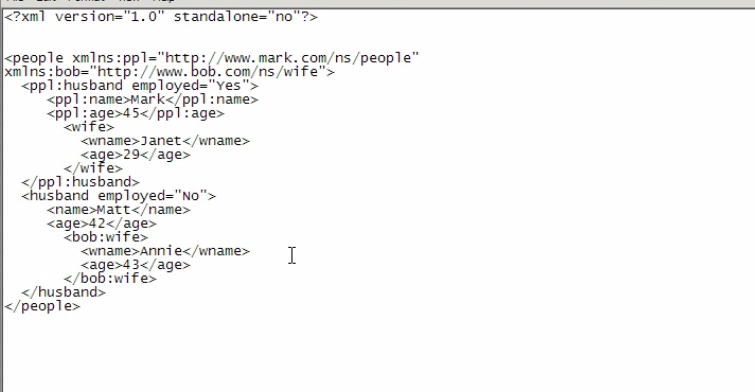 <?xml version="1.0" standalone="no"?>
<people xmlns:ppl="http://www.mark.com/ns/people"
xmlns:bob="http://www.bob.com/ns/wife">
<ppl:husband employed="Yes">
<ppl:name>Mark</ppl:name>
<ppl:age>45</ppl:age>
<wife>
<wname>Janet</wname>
<age>29</age>
</wife>
</ppl:husband>
<husband employed="No">
<name>Matt</name>
<age>42</age>
<bob:wife>
<wname>Annie</wname>
<age>43</age>
</bob:wife>
</husband>
</people>